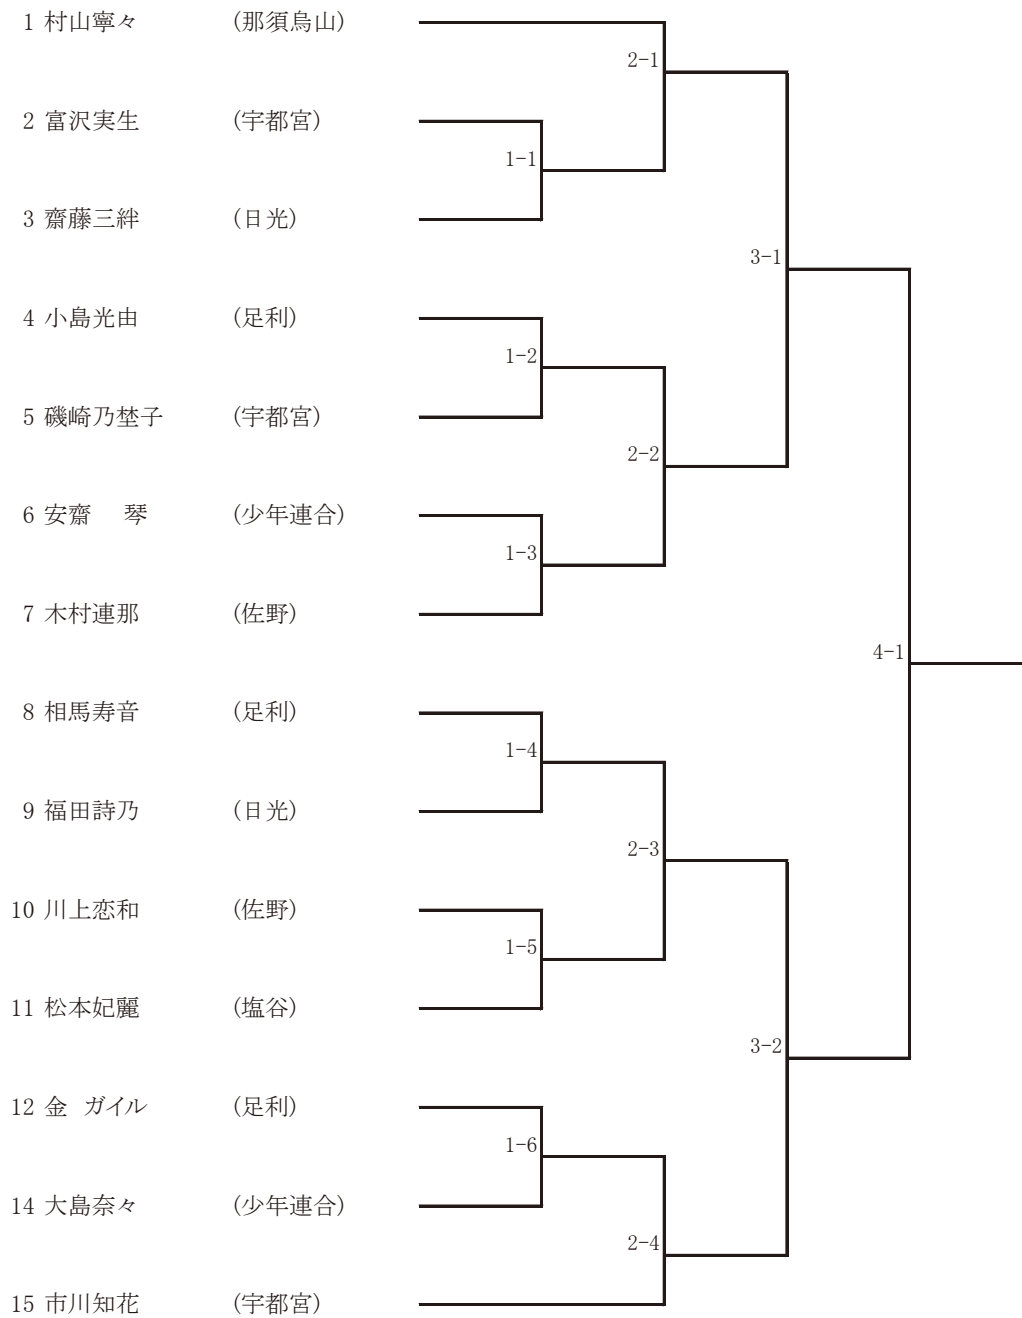 1 村山寧々 (那須烏山)
2-1
2 富沢実生 (宇都宮)
1-1
3 齋藤三絆 (日光)
3-1
4 小島光由 (足利)
1-2
5 磯崎乃埜子 (宇都宮)
2-2
6 安齋 琴 (少年連合)
1-3
7 木村連那 (佐野)
4-1
8 相馬寿音 (足利)
1-4
9 福田詩乃 (日光)
2-3
10 川上恋和 (佐野)
1-5
11 松本妃麗 (塩谷)
3-2
12 金 ガイル (足利)
1-6
14 大島奈々 (少年連合)
2-4
15 市川知花 (宇都宮)